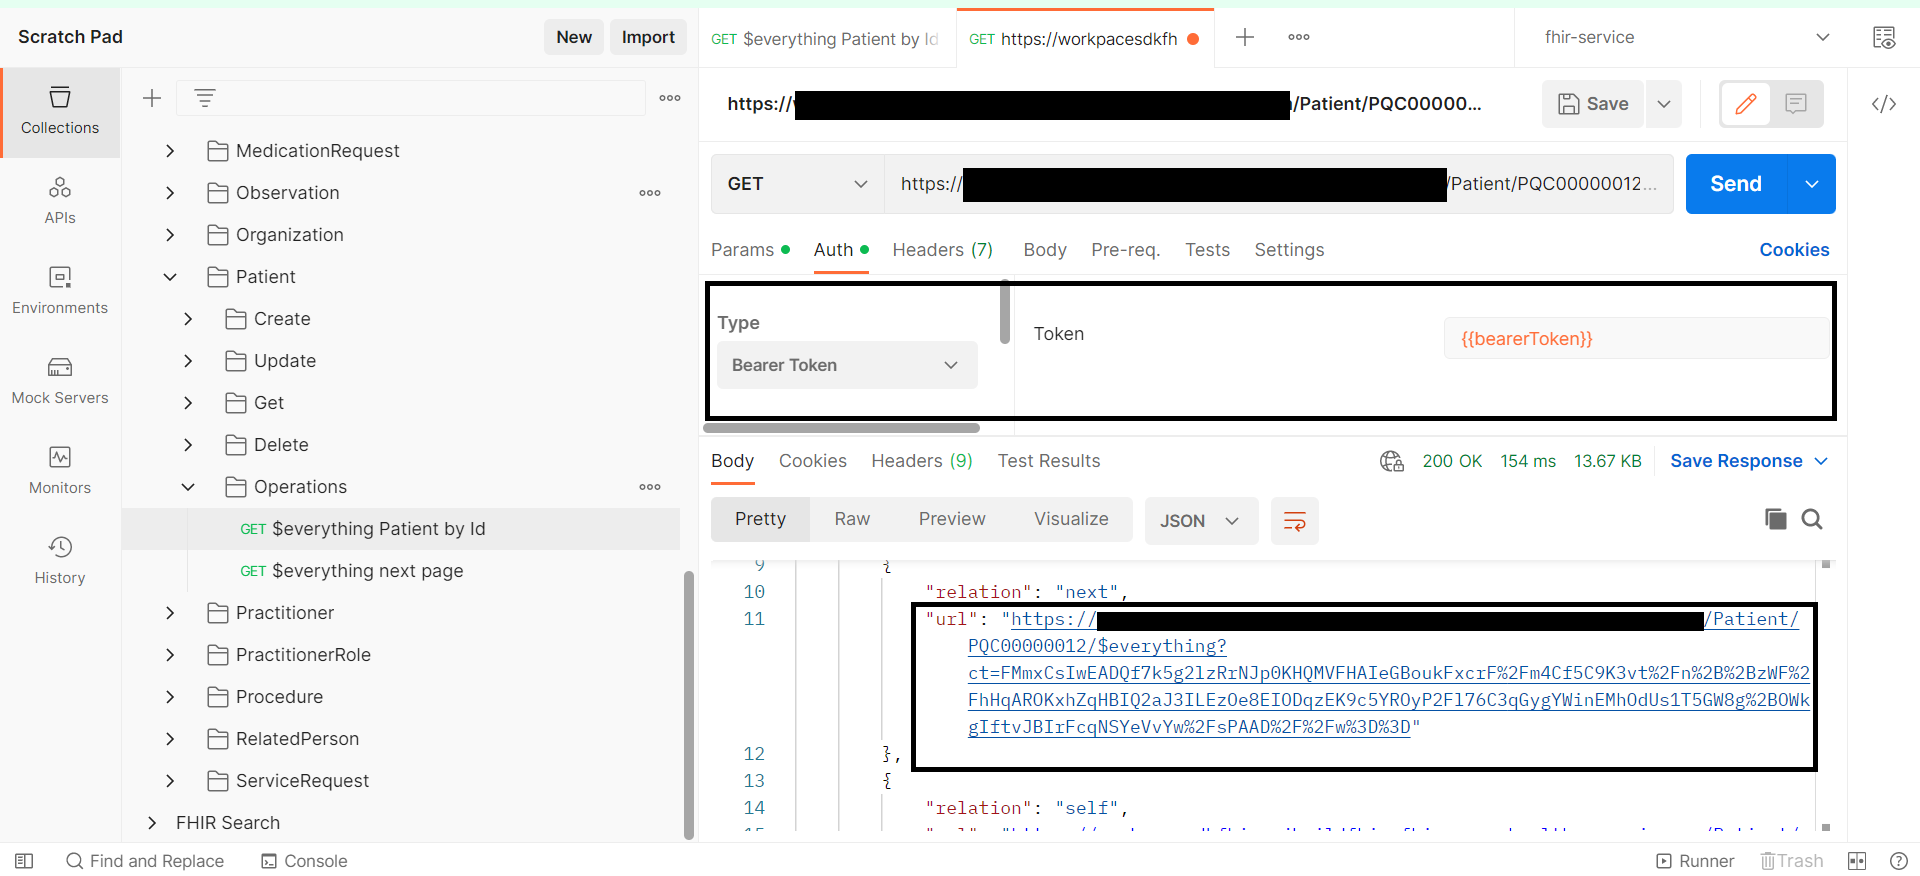 Scratch Pad
New
Import
GET $everything Patient by Id
GET https://workpacesdkfh
fhir-service
Collections
APIs
Environments
Mock Servers
Monitors
History
MedicationRequest
Observation
Organization
Patient
Create
Update
Get
Delete
Operations
GET $everything Patient by Id
GET $everything next page
Practitioner
PractitionerRole
Procedure
RelatedPerson
ServiceRequest
FHIR Search
https:// /Patient/PQC00000...
Save
GET
https:// /Patient/PQC00000012...
Send
Params
Auth
Headers (7)
Body
Pre-req.
Tests
Settings
Cookies
Type
Bearer Token
Token
{{bearerToken}}
Body
Cookies
Headers (9)
Test Results
200 OK
154 ms
13.67 KB
Save Response
Pretty
Raw
Preview
Visualize
JSON
9 {
10 "relation": "next",
11 "url": "https:// /Patient/
PQC00000012/$everything?
ct=FMmxCsIwEADQf7k5g2lzRrNJp0KHQMVFHAIeGBoukFxcrF%2Fm4Cf5C9K3vt%2Fn%2B%2BzWF%2
FhHqAROKxhZqHBIQ2aJ3ILEzOe8EIODqzEK9c5YROyP2Fl76C3qGygYWinEMhOdUs1T5GW8g%2BOWk
gIftvJBIrFcqNSYeVvYw%2FsPAAD%2F%2Fw%3D%3D"
12 },
13 {
14 "relation": "self",
Find and Replace
Console
Runner
Trash